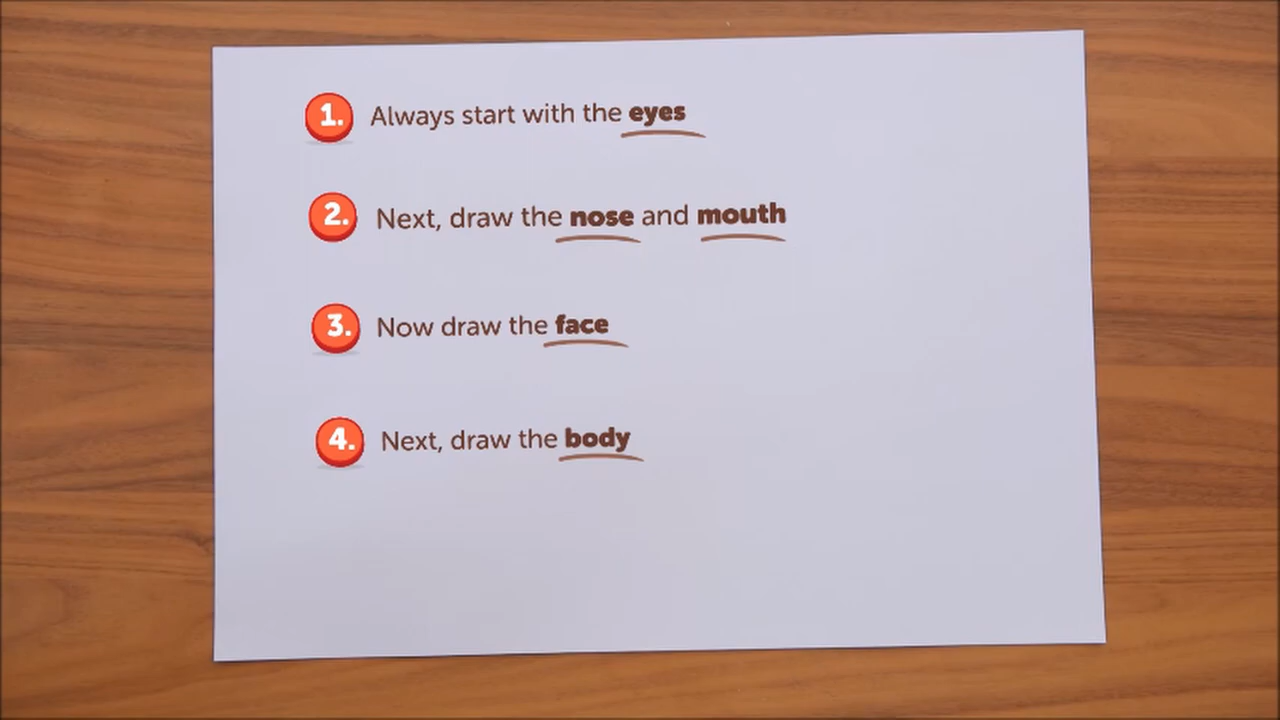 1. Always start with the eyes
2. Next, draw the nose and mouth
3. Now draw the face
4. Next, draw the body